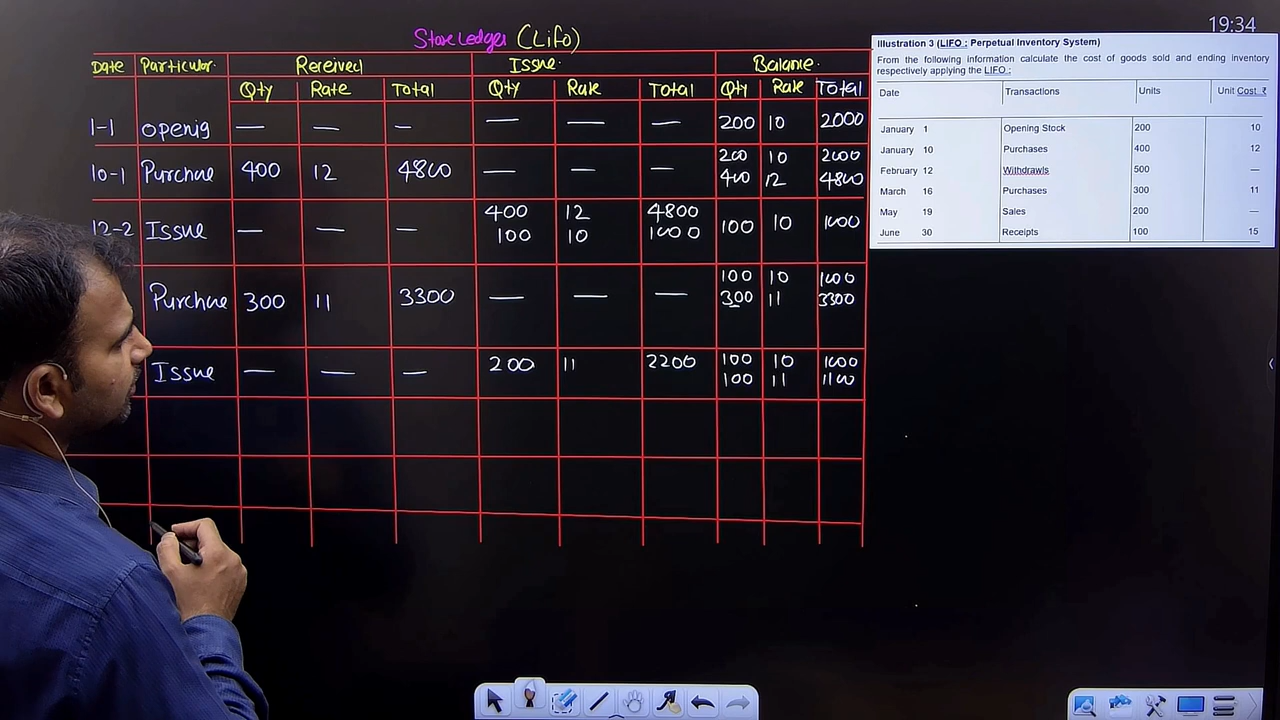 19:34
Store Ledger (Lifo)
Date Particular. Received Issue. Balance.
Qty Rate Total Qty Rate Total Qty Rate Total
1-1 openig — — — — — — 200 10 2000
10-1 Purchae 400 12 4800 — — — 200 10 2000
400 12 4800
12-2 Issue — — — 400 12 4800 100 10 1000
100 10 1000
Purchae 300 11 3300 — — — 100 10 1000
300 11 3300
Issue — — — 200 11 2200 100 10 1000
100 11 1100
Illustration 3 (LIFO : Perpetual Inventory System)
From the following information calculate the cost of goods sold and ending inventory
respectively applying the LIFO :
Date Transactions Units Unit Cost ₹
January 1 Opening Stock 200 10
January 10 Purchases 400 12
February 12 Withdrawls 500 —
March 16 Purchases 300 11
May 19 Sales 200 —
June 30 Receipts 100 15